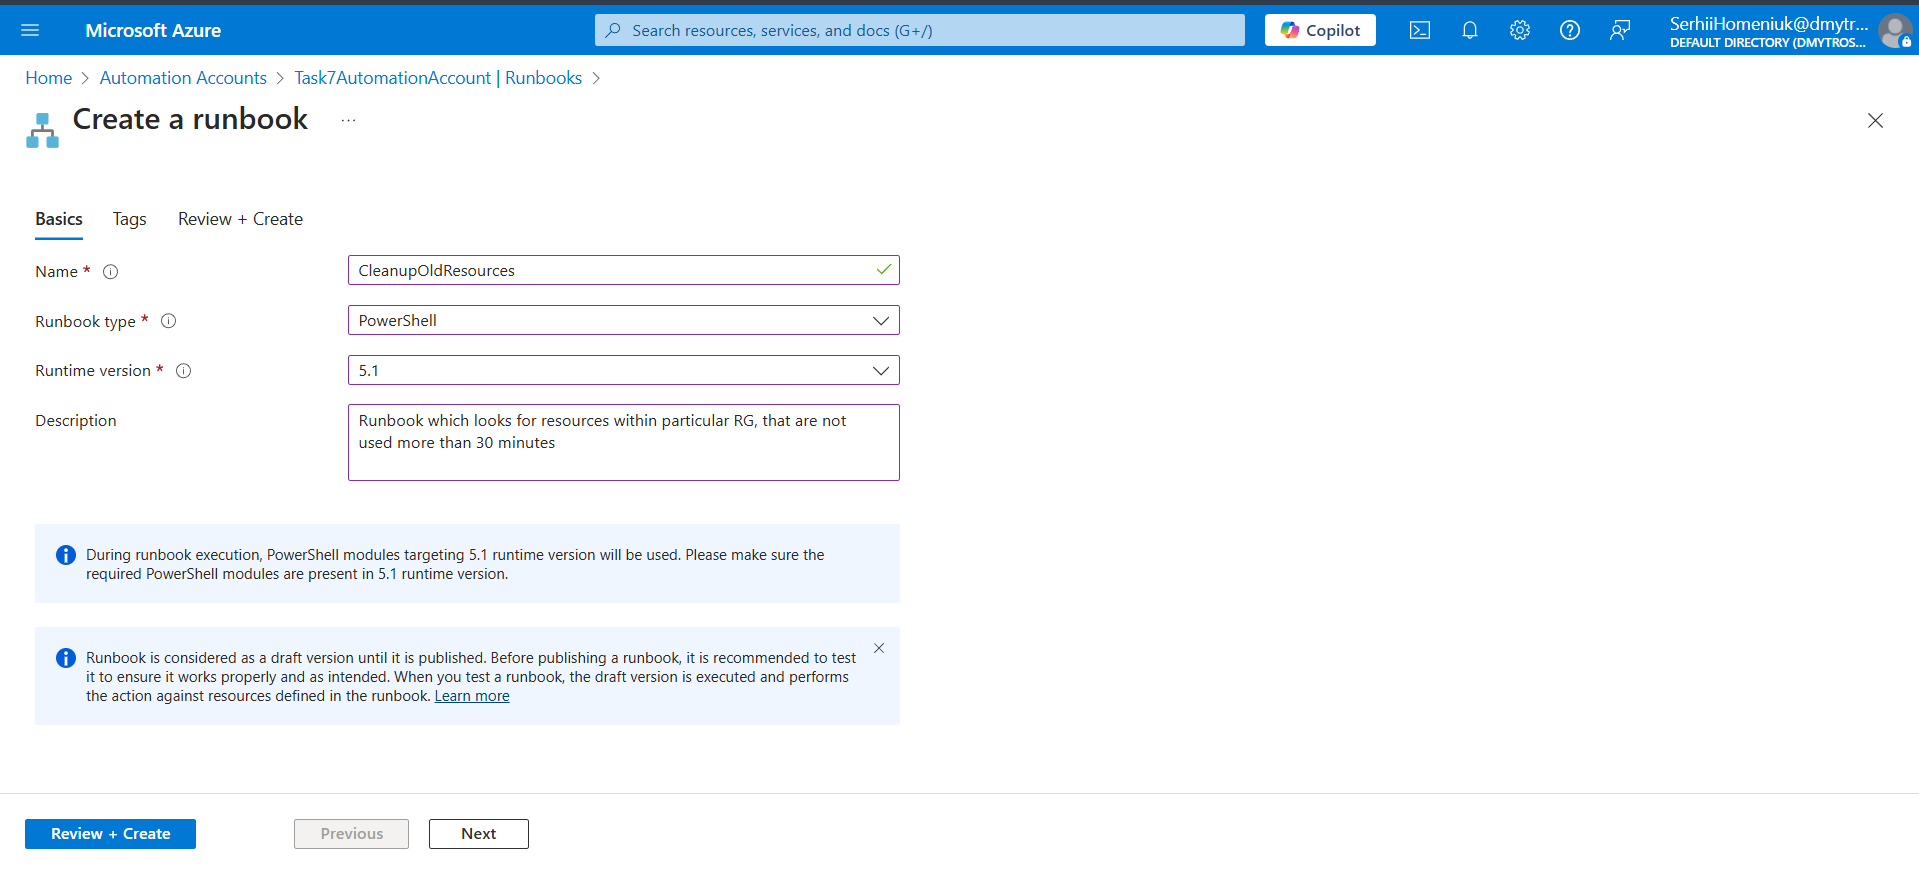 Microsoft Azure
Search resources, services, and docs (G+/)
Copilot
SerhiiHomeniuk@dmytr...
DEFAULT DIRECTORY (DMYTROS...
Home > Automation Accounts > Task7AutomationAccount | Runbooks >
Create a runbook ...
Basics Tags Review + Create
Name *
CleanupOldResources
Runbook type *
PowerShell
Runtime version *
5.1
Description
Runbook which looks for resources within particular RG, that are not
used more than 30 minutes
During runbook execution, PowerShell modules targeting 5.1 runtime version will be used. Please make sure the
required PowerShell modules are present in 5.1 runtime version.
Runbook is considered as a draft version until it is published. Before publishing a runbook, it is recommended to test
it to ensure it works properly and as intended. When you test a runbook, the draft version is executed and performs
the action against resources defined in the runbook. Learn more
Review + Create
Previous
Next